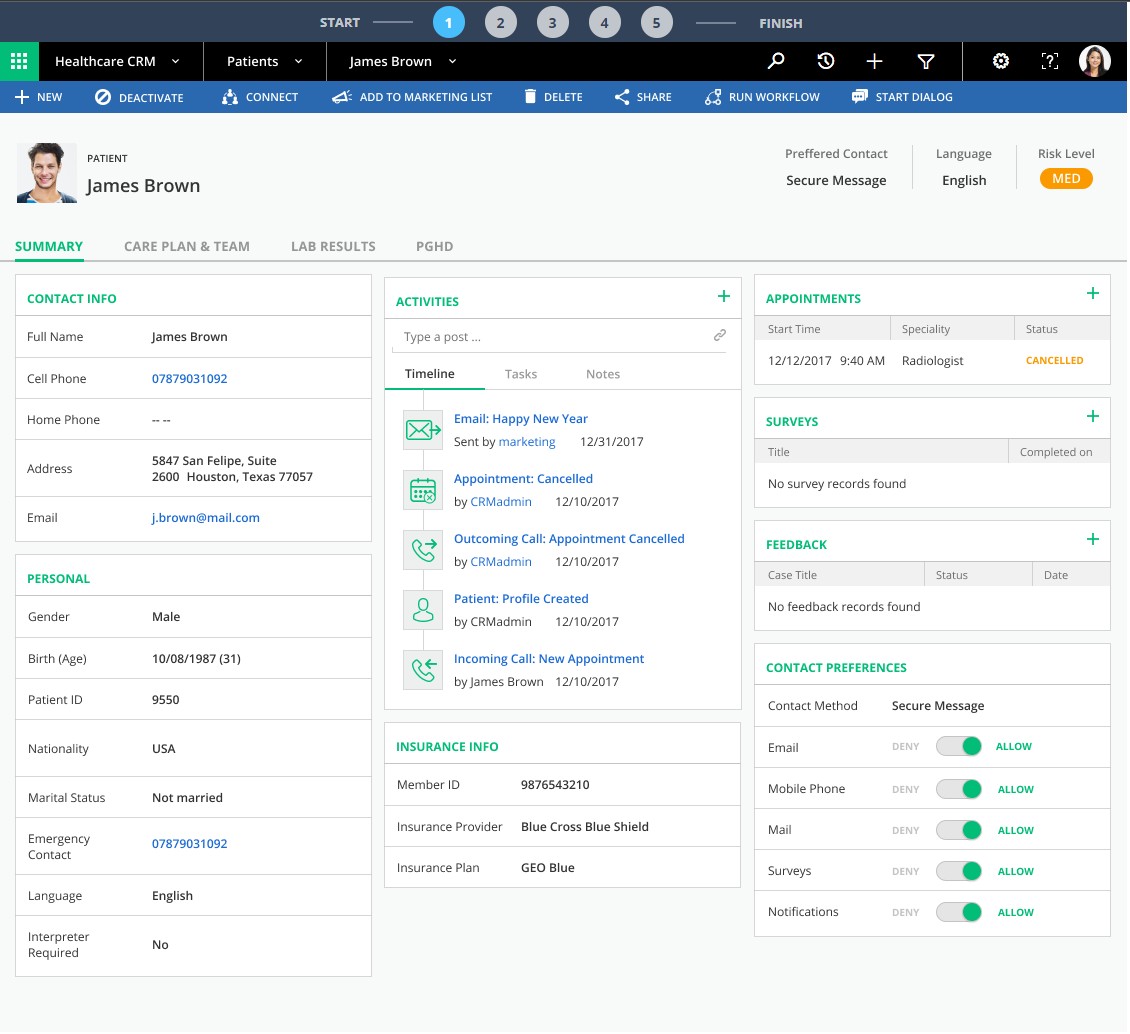 START 1 2 3 4 5 FINISH
Healthcare CRM Patients James Brown ?
NEW DEACTIVATE CONNECT ADD TO MARKETING LIST DELETE SHARE RUN WORKFLOW START DIALOG
PATIENT
James Brown
Preffered Contact Language Risk Level
Secure Message English MED
SUMMARY CARE PLAN & TEAM LAB RESULTS PGHD
CONTACT INFO
Full Name James Brown
Cell Phone 07879031092
Home Phone -- --
Address 5847 San Felipe, Suite
2600 Houston, Texas 77057
Email j.brown@mail.com
PERSONAL
Gender Male
Birth (Age) 10/08/1987 (31)
Patient ID 9550
Nationality USA
Marital Status Not married
Emergency
Contact 07879031092
Language English
Interpreter
Required No
ACTIVITIES
Type a post ...
Timeline Tasks Notes
Email: Happy New Year
Sent by marketing 12/31/2017
Appointment: Cancelled
by CRMadmin 12/10/2017
Outcoming Call: Appointment Cancelled
by CRMadmin 12/10/2017
Patient: Profile Created
by CRMadmin 12/10/2017
Incoming Call: New Appointment
by James Brown 12/10/2017
INSURANCE INFO
Member ID 9876543210
Insurance Provider Blue Cross Blue Shield
Insurance Plan GEO Blue
APPOINTMENTS
Start Time Speciality Status
12/12/2017 9:40 AM Radiologist CANCELLED
SURVEYS
Title Completed on
No survey records found
FEEDBACK
Case Title Status Date
No feedback records found
CONTACT PREFERENCES
Contact Method Secure Message
Email DENY ALLOW
Mobile Phone DENY ALLOW
Mail DENY ALLOW
Surveys DENY ALLOW
Notifications DENY ALLOW